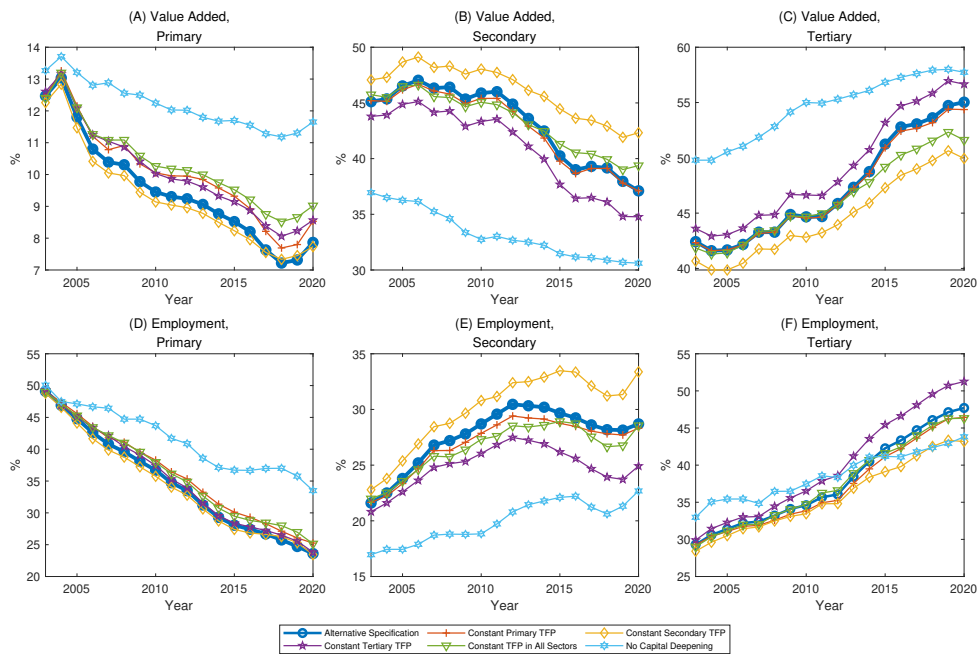 (A) Value Added,
Primary
14
13
12
11
10
9
8
7
%
2005
2010
2015
2020
Year
(B) Value Added,
Secondary
50
45
40
35
30
%
2005
2010
2015
2020
Year
(C) Value Added,
Tertiary
60
55
50
45
40
%
2005
2010
2015
2020
Year
(D) Employment,
Primary
55
50
45
40
35
30
25
20
%
2005
2010
2015
2020
Year
(E) Employment,
Secondary
35
30
25
20
15
%
2005
2010
2015
2020
Year
(F) Employment,
Tertiary
55
50
45
40
35
30
25
%
2005
2010
2015
2020
Year
Alternative Specification
Constant Primary TFP
Constant Secondary TFP
Constant Tertiary TFP
Constant TFP in All Sectors
No Capital Deepening